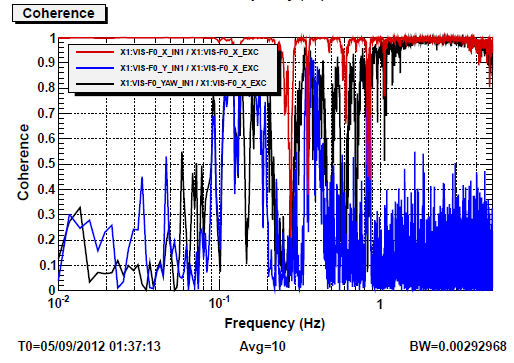 Coherence
X1:VIS-F0_X_IN1 / X1:VIS-F0_X_EXC
X1:VIS-F0_Y_IN1 / X1:VIS-F0_X_EXC
X1:VIS-F0_YAW_IN1 / X1:VIS-F0_X_EXC
Coherence
1
0.9
0.8
0.7
0.6
0.5
0.4
0.3
0.2
0.1
0
10-2
10-1
1
Frequency (Hz)
T0=05/09/2012 01:37:13
Avg=10
BW=0.00292968